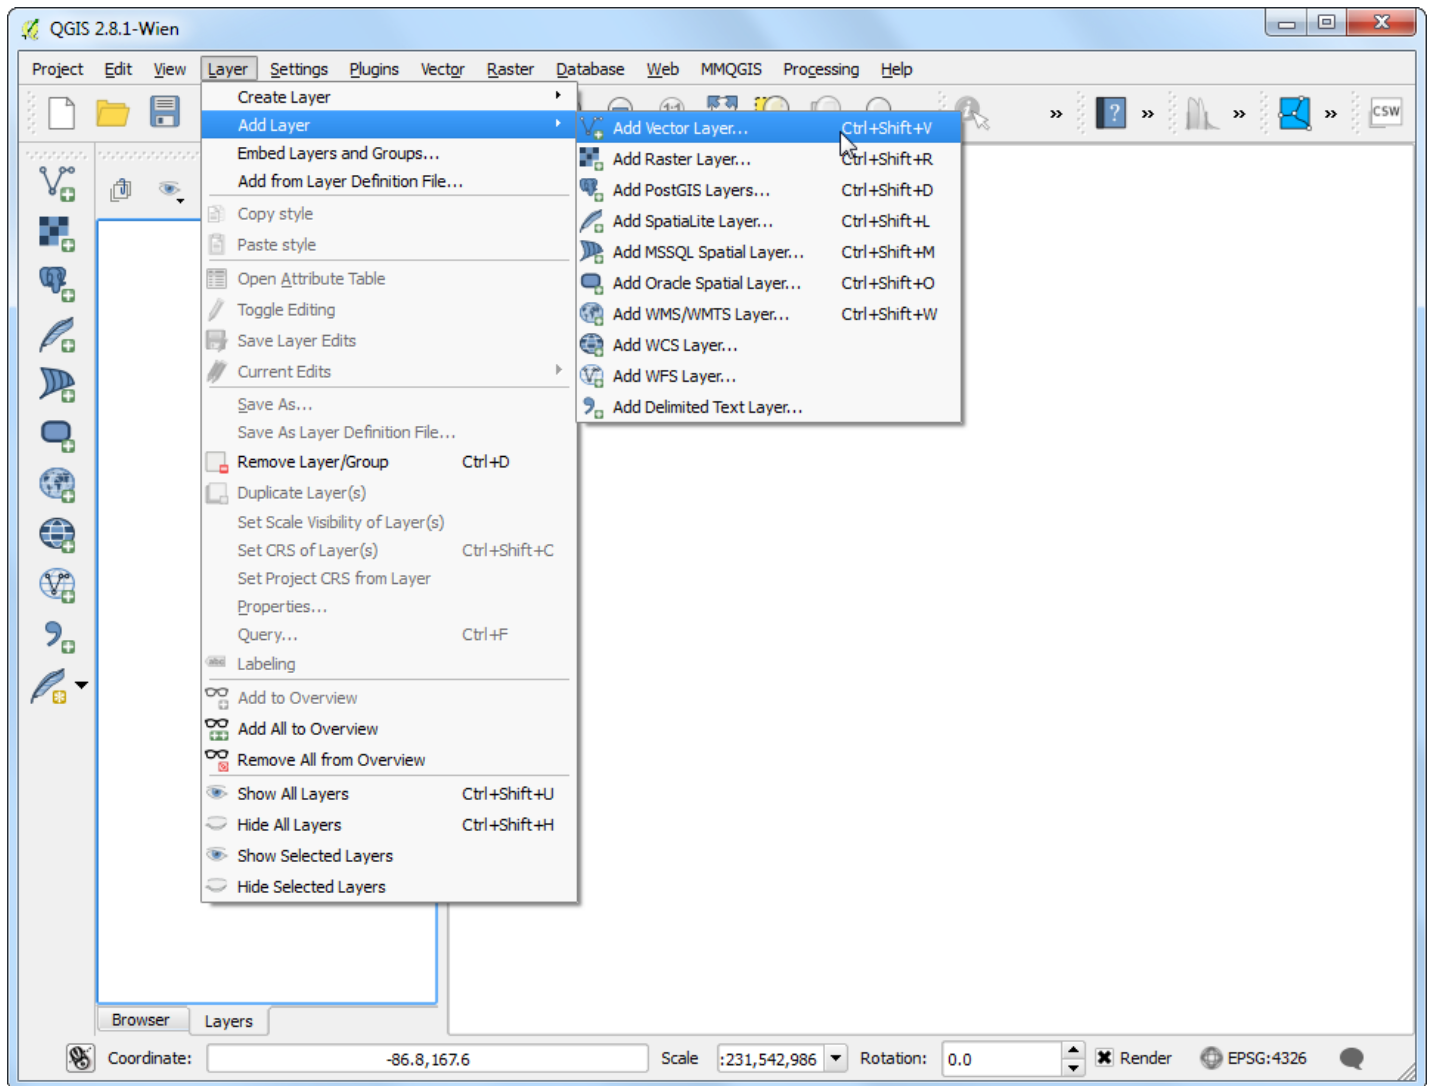 QGIS 2.8.1-Wien
Project Edit View Layer Settings Plugins Vector Raster Database Web MMQGIS Processing Help
Create Layer
Add Layer
Embed Layers and Groups...
Add from Layer Definition File...
Copy style
Paste style
Open Attribute Table
Toggle Editing
Save Layer Edits
Current Edits
Save As...
Save As Layer Definition File...
Remove Layer/Group Ctrl+D
Duplicate Layer(s)
Set Scale Visibility of Layer(s)
Set CRS of Layer(s) Ctrl+Shift+C
Set Project CRS from Layer
Properties...
Query... Ctrl+F
abc Labeling
Add to Overview
Add All to Overview
Remove All from Overview
Show All Layers Ctrl+Shift+U
Hide All Layers Ctrl+Shift+H
Show Selected Layers
Hide Selected Layers
Add Vector Layer... Ctrl+Shift+V
Add Raster Layer... Ctrl+Shift+R
Add PostGIS Layers... Ctrl+Shift+D
Add SpatiaLite Layer... Ctrl+Shift+L
Add MSSQL Spatial Layer... Ctrl+Shift+M
Add Oracle Spatial Layer... Ctrl+Shift+O
Add WMS/WMTS Layer... Ctrl+Shift+W
Add WCS Layer...
Add WFS Layer...
Add Delimited Text Layer...
? » » » » CSW
Browser Layers
Coordinate: -86.8,167.6 Scale :231,542,986 Rotation: 0.0 Render EPSG:4326